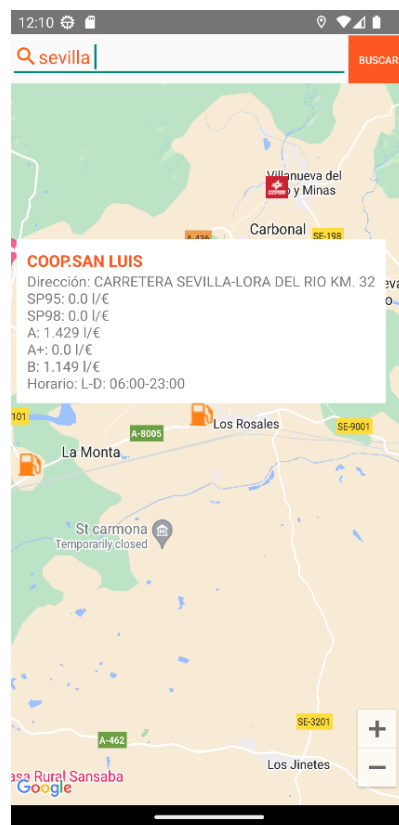 12:10
sevilla
BUSCAR
Villanueva del
y Minas
Carbonal
SE-198
A-436
COOP.SAN LUIS
Dirección: CARRETERA SEVILLA-LORA DEL RIO KM. 32
SP95: 0.0 l/€
SP98: 0.0 l/€
A: 1.429 l/€
A+: 0.0 l/€
B: 1.149 l/€
Horario: L-D: 06:00-23:00
101
A-8005
Los Rosales
SE-9001
La Monta
St carmona
Temporarily closed
SE-3201
A-462
Los Jinetes
asa Rural Sansaba
Google